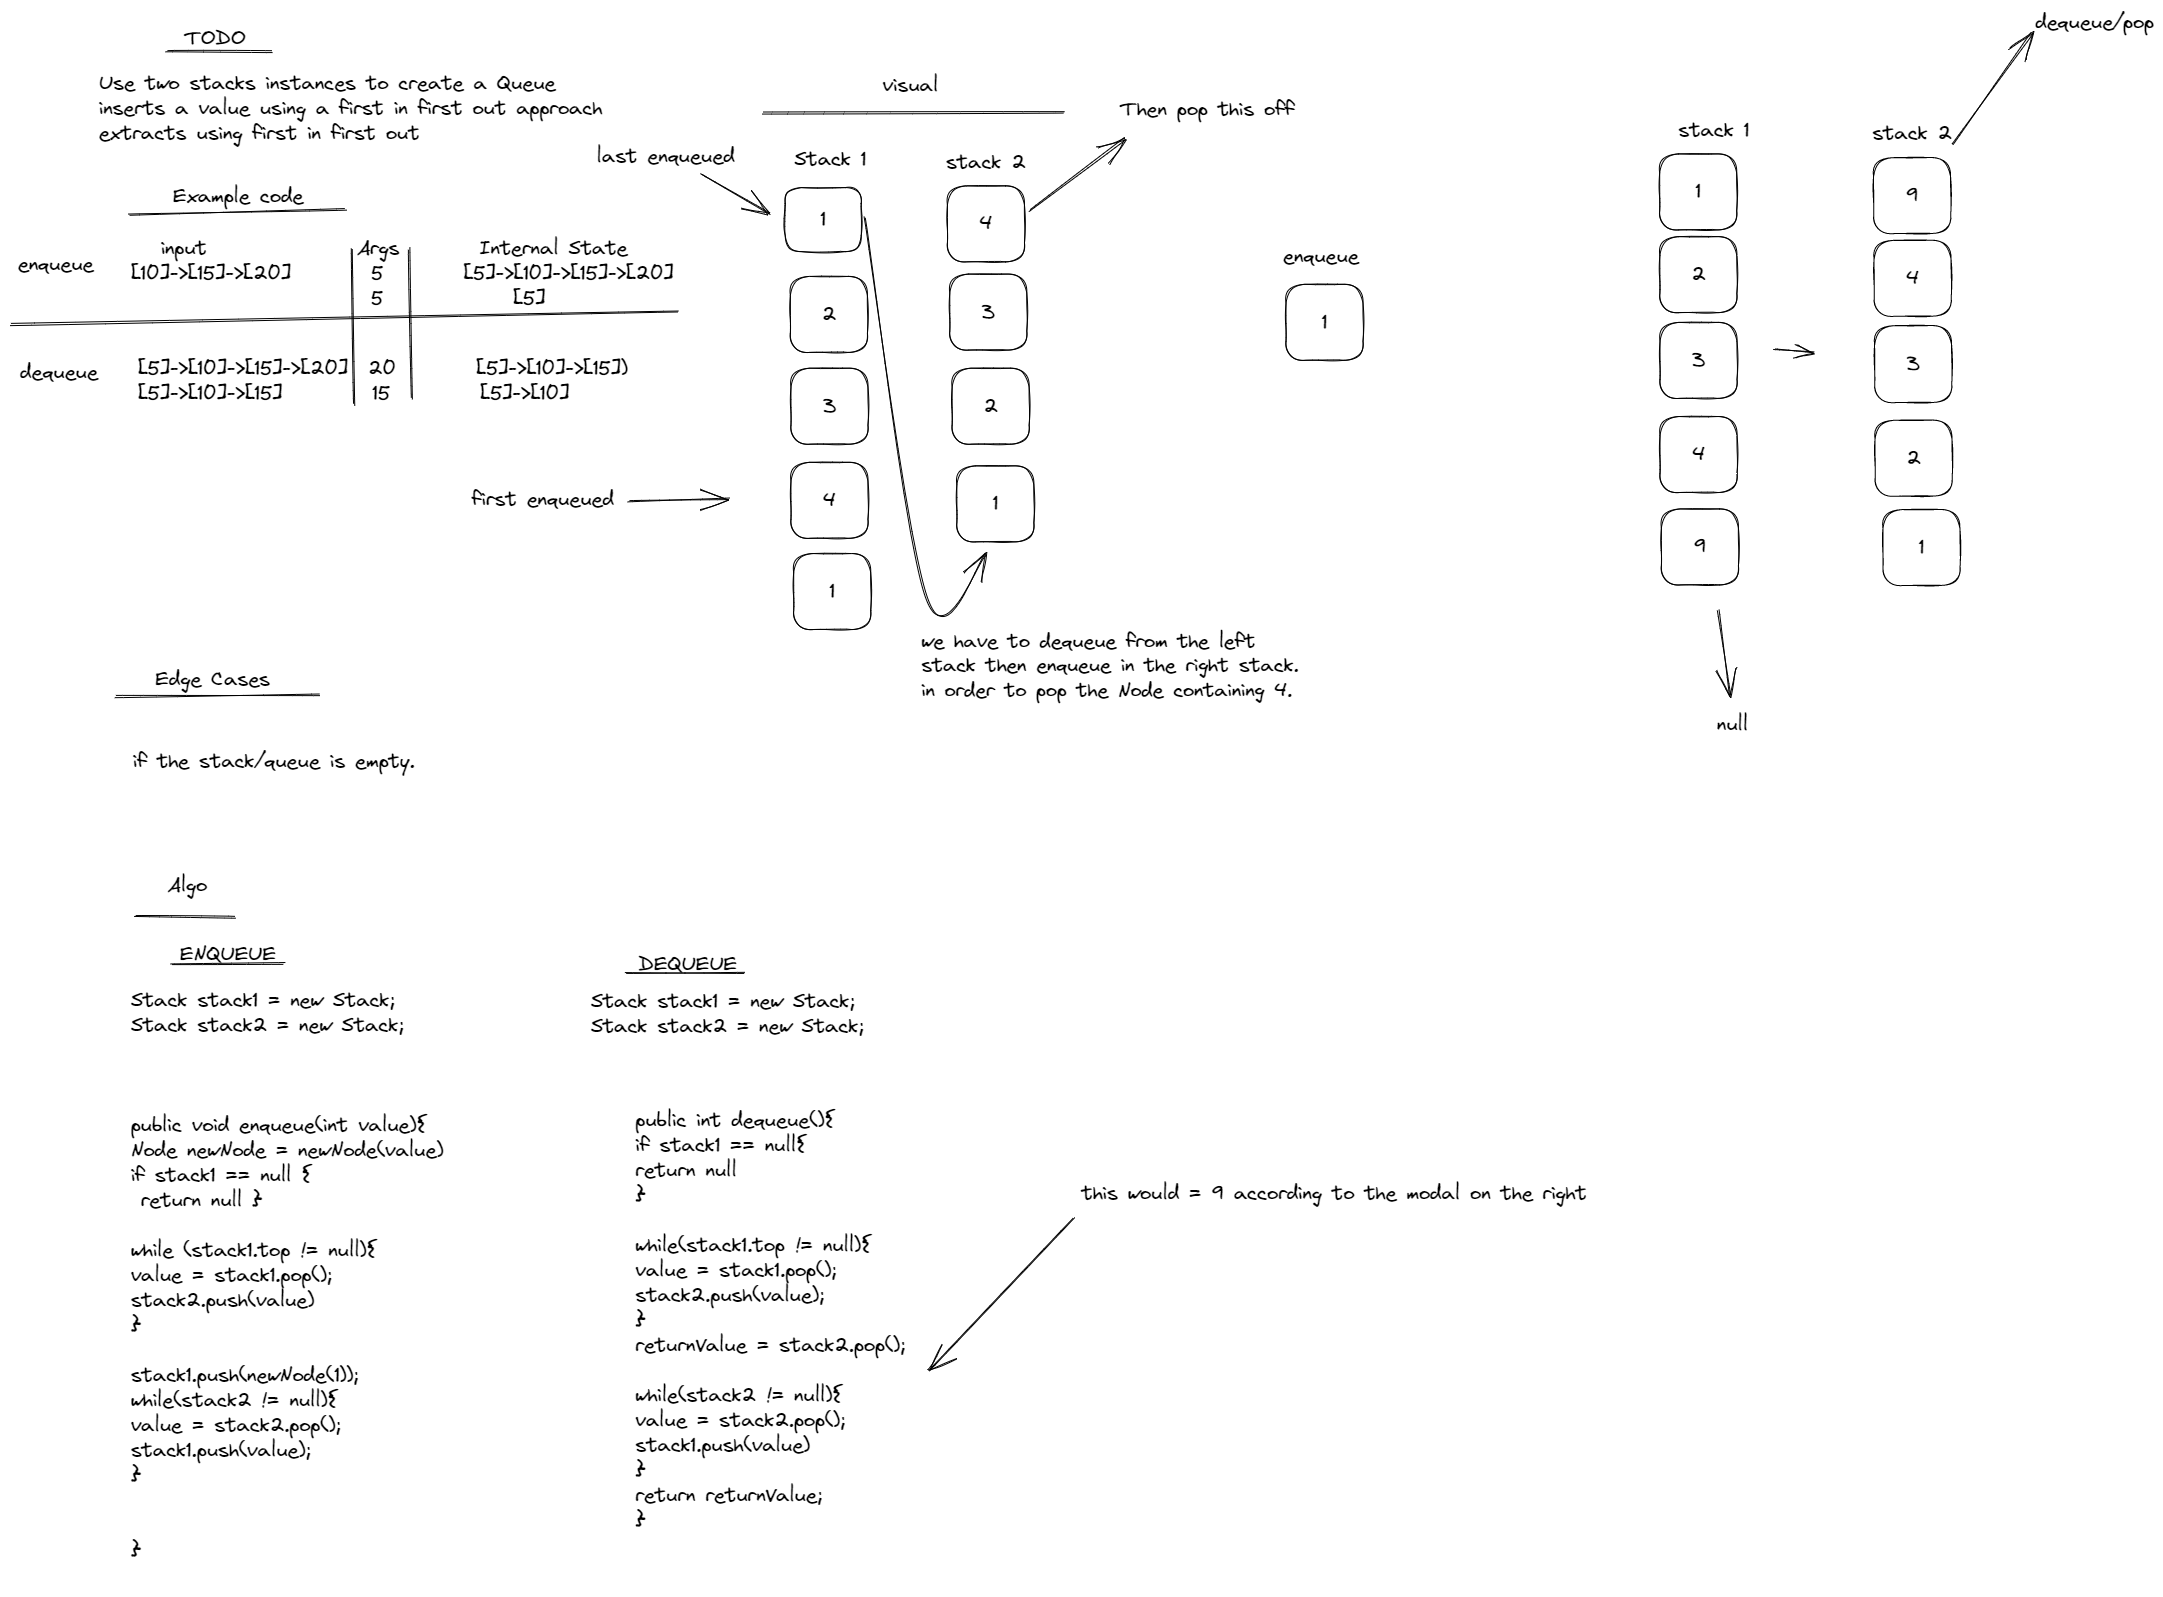 TODO
Use two stacks instances to create a Queue
inserts a value using a first in first out approach
extracts using first in first out
Example code
input Args Internal State
enqueue [10]->[15]->[20] 5 [5]->[10]->[15]->[20]
5 [5]
dequeue [5]->[10]->[15]->[20] 20 [5]->[10]->[15])
[5]->[10]->[15] 15 [5]->[10]
visual
last enqueued
Stack 1
1
2
3
4
1
first enqueued
stack 2
4
3
2
1
Then pop this off
we have to dequeue from the left
stack then enqueue in the right stack.
in order to pop the Node containing 4.
enqueue
1
stack 1
1
2
3
4
9
null
stack 2
9
4
3
2
1
dequeue/pop
Edge Cases
if the stack/queue is empty.
Algo
ENQUEUE
Stack stack1 = new Stack;
Stack stack2 = new Stack;
public void enqueue(int value){
Node newNode = newNode(value)
if stack1 == null {
return null }
while (stack1.top != null){
value = stack1.pop();
stack2.push(value)
}
stack1.push(newNode(1));
while(stack2 != null){
value = stack2.pop();
stack1.push(value);
}
}
DEQUEUE
Stack stack1 = new Stack;
Stack stack2 = new Stack;
public int dequeue(){
if stack1 == null{
return null
}
while(stack1.top != null){
value = stack1.pop();
stack2.push(value);
}
returnValue = stack2.pop();
while(stack2 != null){
value = stack2.pop();
stack1.push(value)
}
return returnValue;
}
this would = 9 according to the modal on the right